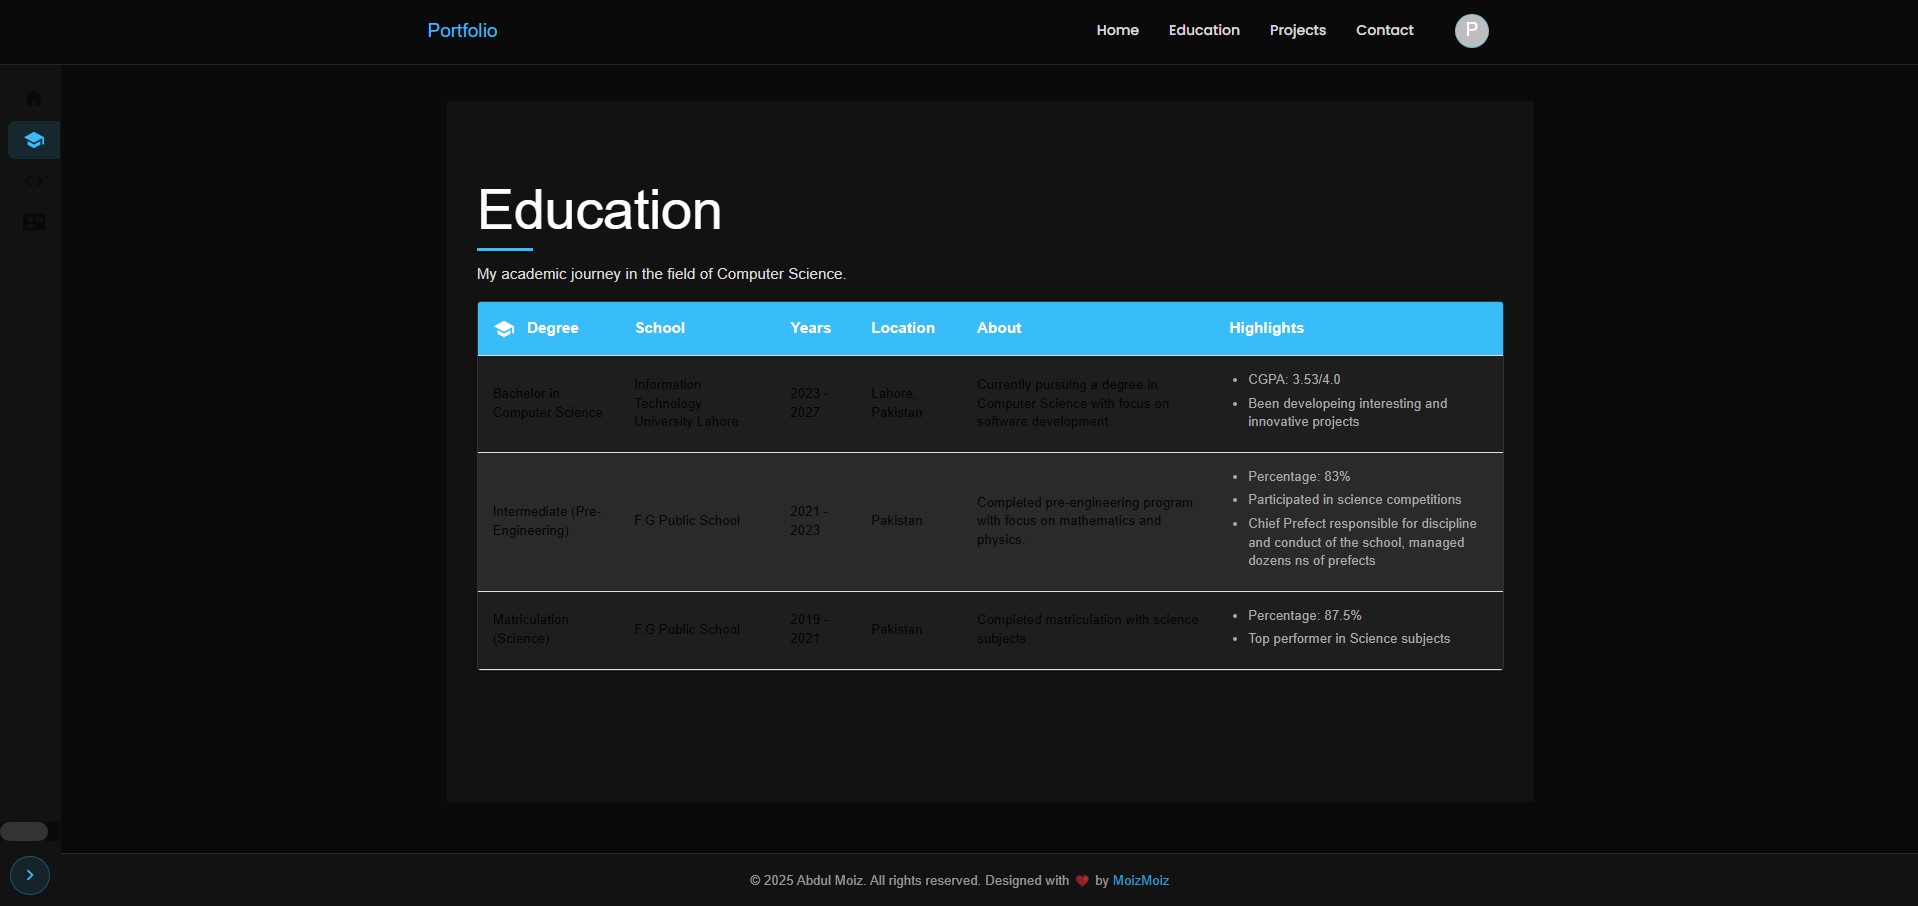 Portfolio
Home
Education
Projects
Contact
P
Education
My academic journey in the field of Computer Science.
Degree
School
Years
Location
About
Highlights
Bachelor in
Computer Science
Information
Technology
University Lahore
2023 -
2027
Lahore,
Pakistan
Currently pursuing a degree in
Computer Science with focus on
software development.
CGPA: 3.53/4.0
Been developeing interesting and
innovative projects
Intermediate (Pre-
Engineering)
F.G Public School
2021 -
2023
Pakistan
Completed pre-engineering program
with focus on mathematics and
physics.
Percentage: 83%
Participated in science competitions
Chief Prefect responsible for discipline
and conduct of the school, managed
dozens ns of prefects
Matriculation
(Science)
F.G Public School
2019 -
2021
Pakistan
Completed matriculation with science
subjects.
Percentage: 87.5%
Top performer in Science subjects
© 2025 Abdul Moiz. All rights reserved. Designed with ❤ by MoizMoiz